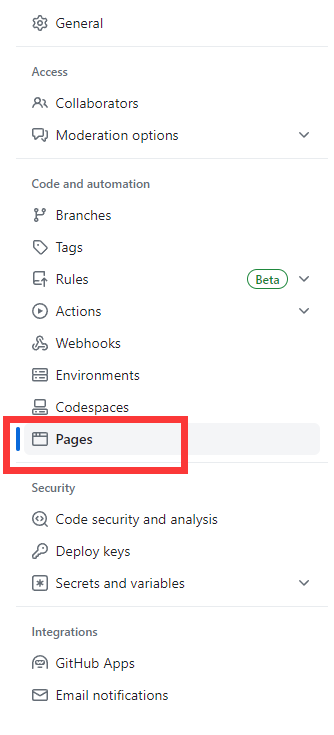 General
Access
Collaborators
Moderation options
Code and automation
Branches
Tags
Rules Beta
Actions
Webhooks
Environments
Codespaces
Pages
Security
Code security and analysis
Deploy keys
Secrets and variables
Integrations
GitHub Apps
Email notifications